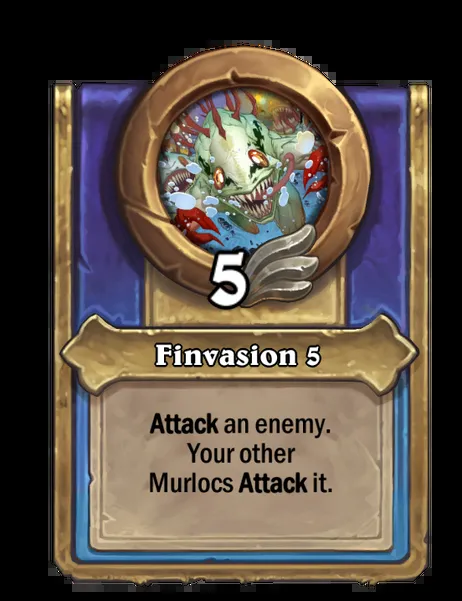 5
Finvasion 5
Attack an enemy.
Your other
Murlocs Attack it.